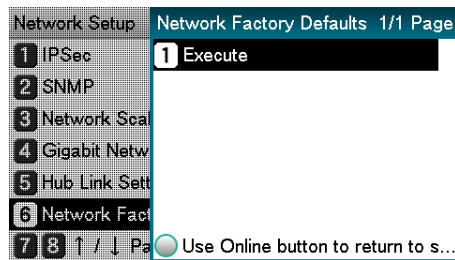 Network Setup
1 IPSec
2 SNMP
3 Network Scal
4 Gigabit Netw
5 Hub Link Sett
6 Network Fact
7 8 ↑ / ↓ Pa
Network Factory Defaults 1/1 Page
1 Execute
Use Online button to return to s...